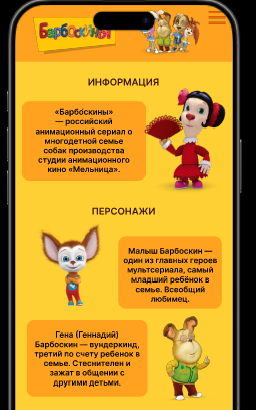 Барбоскины
ИНФОРМАЦИЯ
«Барбо́скины»
— российский
анимационный сериал о
многодетной семье
собак производства
студии анимационного
кино «Мельница».
ПЕРСОНАЖИ
Малыш Барбоскин —
один из главных героев
мультсериала, самый
младший ребёнок в
семье. Всеобщий
любимец.
Гена (Геннадий)
Барбоскин — вундеркинд,
третий по счету ребенок в
семье. Стеснителен и
зажат в общении с
другими детьми.